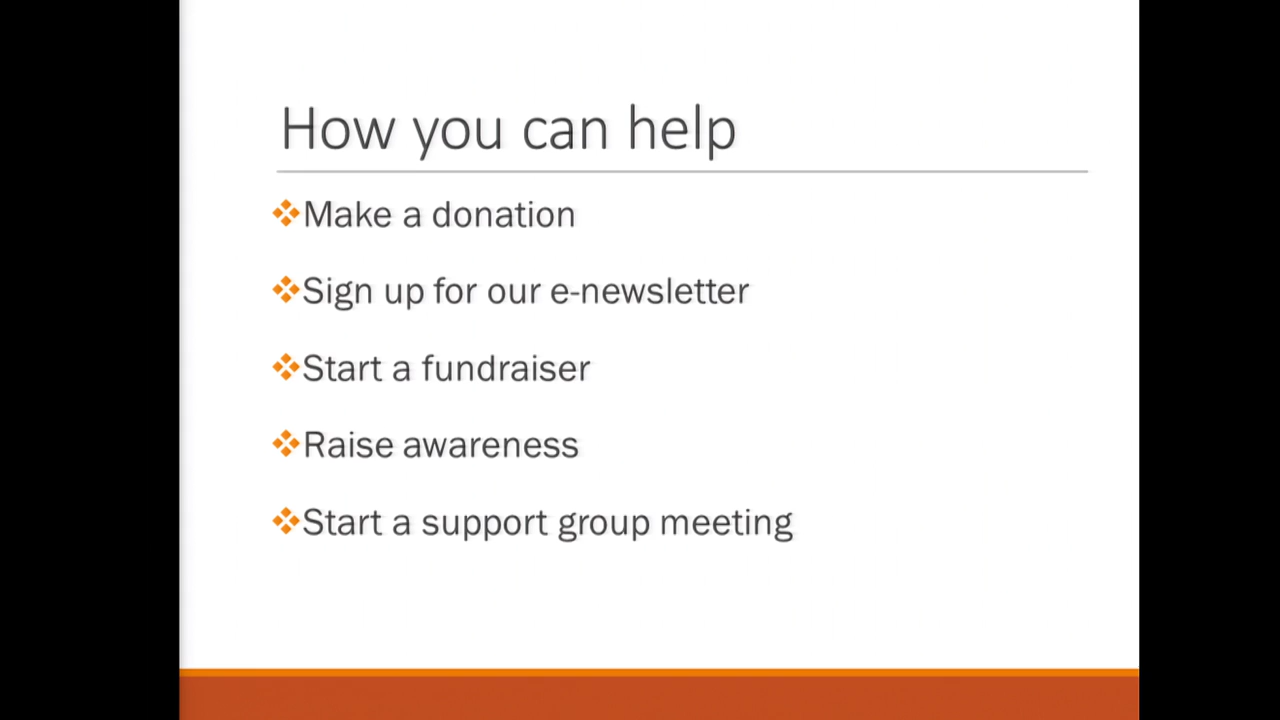 How you can help
Make a donation
Sign up for our e-newsletter
Start a fundraiser
Raise awareness
Start a support group meeting